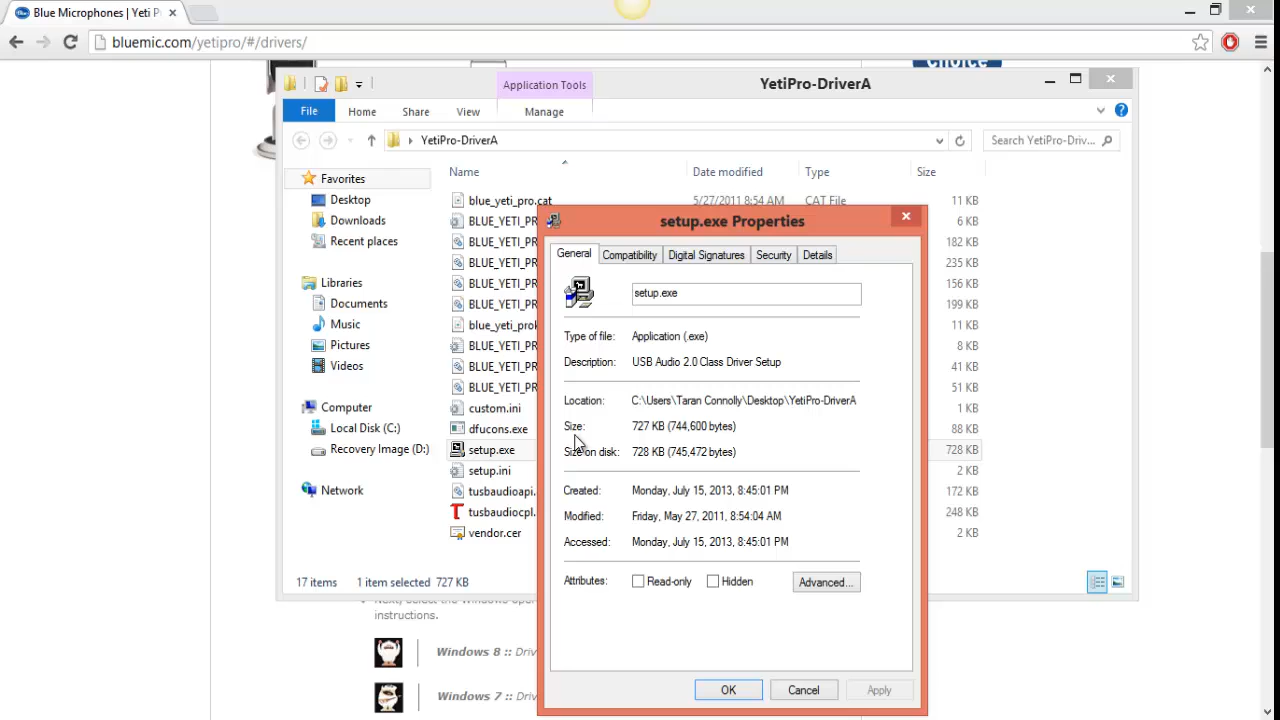 Blue Microphones | Yeti P
bluemic.com/yetipro/#/drivers/
Choice
Application Tools
YetiPro-DriverA
File Home Share View Manage
YetiPro-DriverA
Search YetiPro-Driv...
Name Date modified Type Size
Favorites
Desktop
Downloads
Recent places
Libraries
Documents
Music
Pictures
Videos
Computer
Local Disk (C:)
Recovery Image (D:)
Network
blue_yeti_pro.cat 5/27/2011 8:54 AM CAT File 11 KB
BLUE_YETI_PR 6 KB
BLUE_YETI_PR 182 KB
BLUE_YETI_PR 235 KB
BLUE_YETI_PR 156 KB
BLUE_YETI_PR 199 KB
blue_yeti_prok 11 KB
BLUE_YETI_PR 8 KB
BLUE_YETI_PR 41 KB
BLUE_YETI_PR 51 KB
custom.ini 1 KB
dfucons.exe 88 KB
setup.exe 728 KB
setup.ini 2 KB
tusbaudioapi. 172 KB
tusbaudiocpl. 248 KB
vendor.cer 2 KB
17 items 1 item selected 727 KB
setup.exe Properties
General Compatibility Digital Signatures Security Details
setup.exe
Type of file: Application (.exe)
Description: USB Audio 2.0 Class Driver Setup
Location: C:\Users\Taran Connolly\Desktop\YetiPro-DriverA
Size: 727 KB (744,600 bytes)
Size on disk: 728 KB (745,472 bytes)
Created: Monday, July 15, 2013, 8:45:01 PM
Modified: Friday, May 27, 2011, 8:54:04 AM
Accessed: Monday, July 15, 2013, 8:45:01 PM
Attributes: Read-only Hidden Advanced...
OK Cancel Apply
Next, select the Windows oper
instructions.
Windows 8 :: Driv
Windows 7 :: Driv